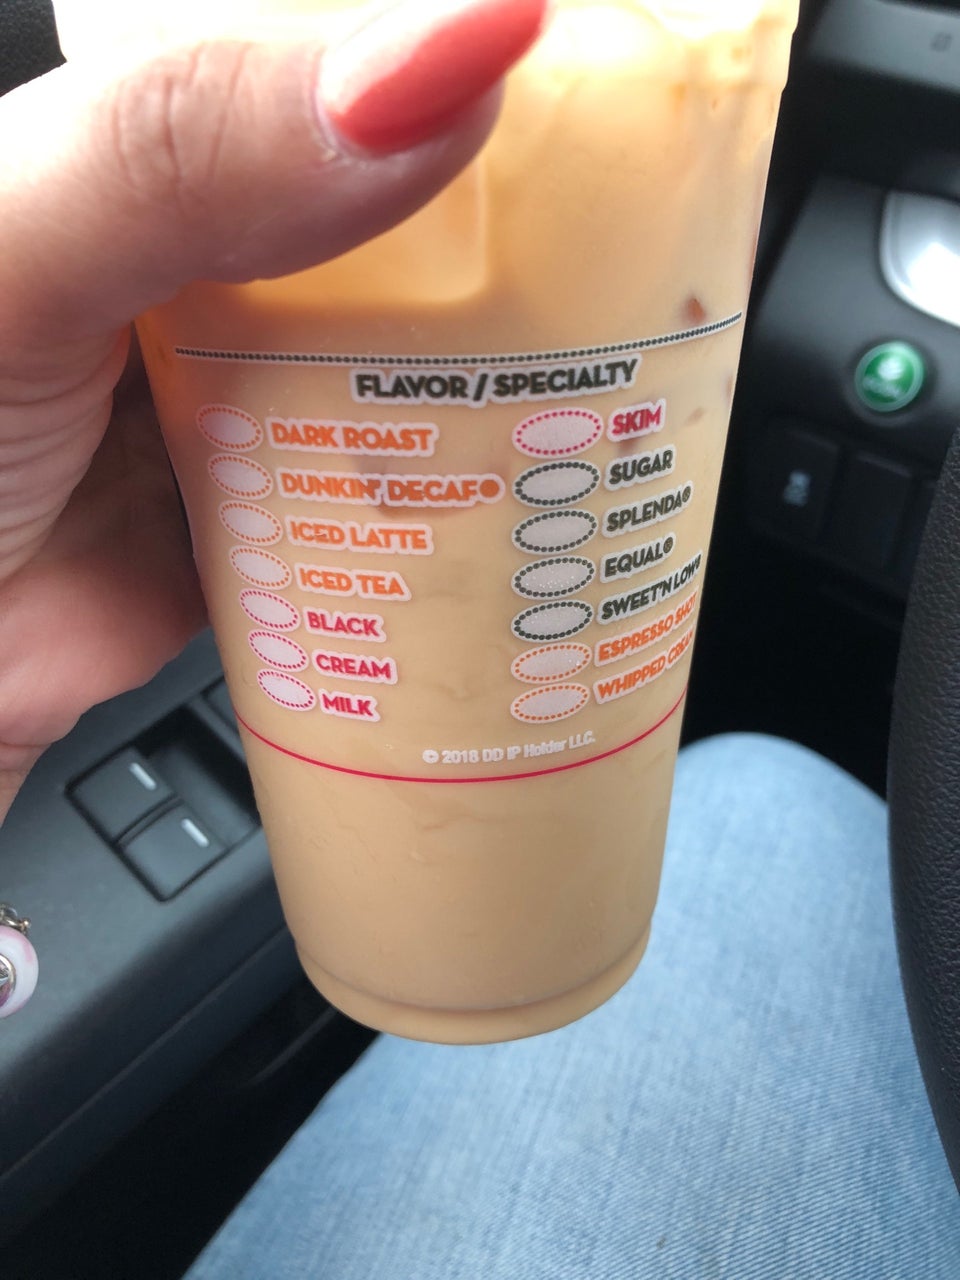 FLAVOR / SPECIALTY
DARK ROAST
DUNKIN' DECAF®
ICED LATTE
ICED TEA
BLACK
CREAM
MILK
SKIM
SUGAR
SPLENDA®
EQUAL®
SWEET'N LOW®
ESPRESSO SHOT
WHIPPED CREAM
© 2018 DD IP Holder LLC.